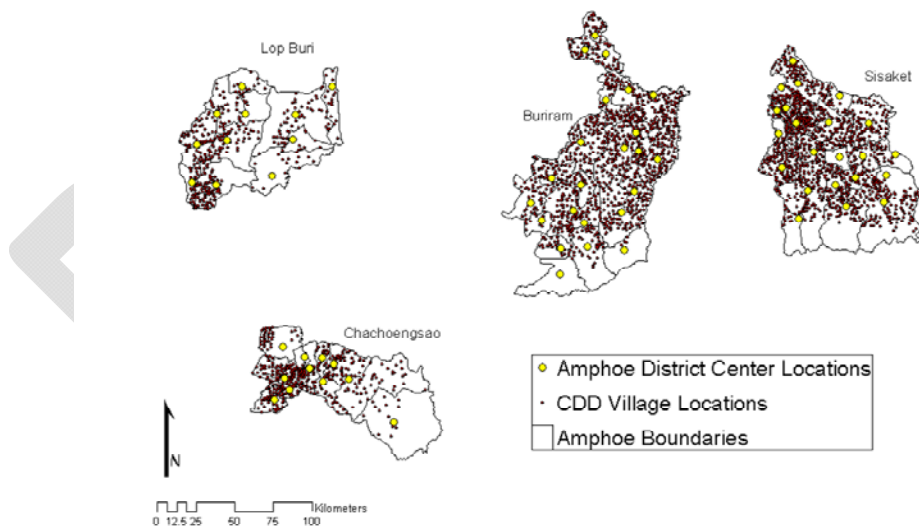 Lop Buri
Sisaket
Buriram
Chachoengsao
Amphoe District Center Locations
CDD Village Locations
Amphoe Boundaries
N
Kilometers
0 12.5 25 50 75 100